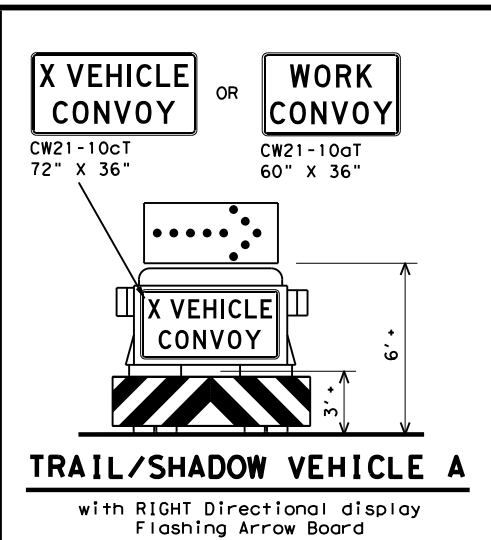 X VEHICLE
CONVOY
OR
WORK
CONVOY
CW21-10cT
72" X 36"
CW21-10aT
60" X 36"
X VEHICLE
CONVOY
6'+
3'+
TRAIL/SHADOW VEHICLE A
with RIGHT Directional display
Flashing Arrow Board